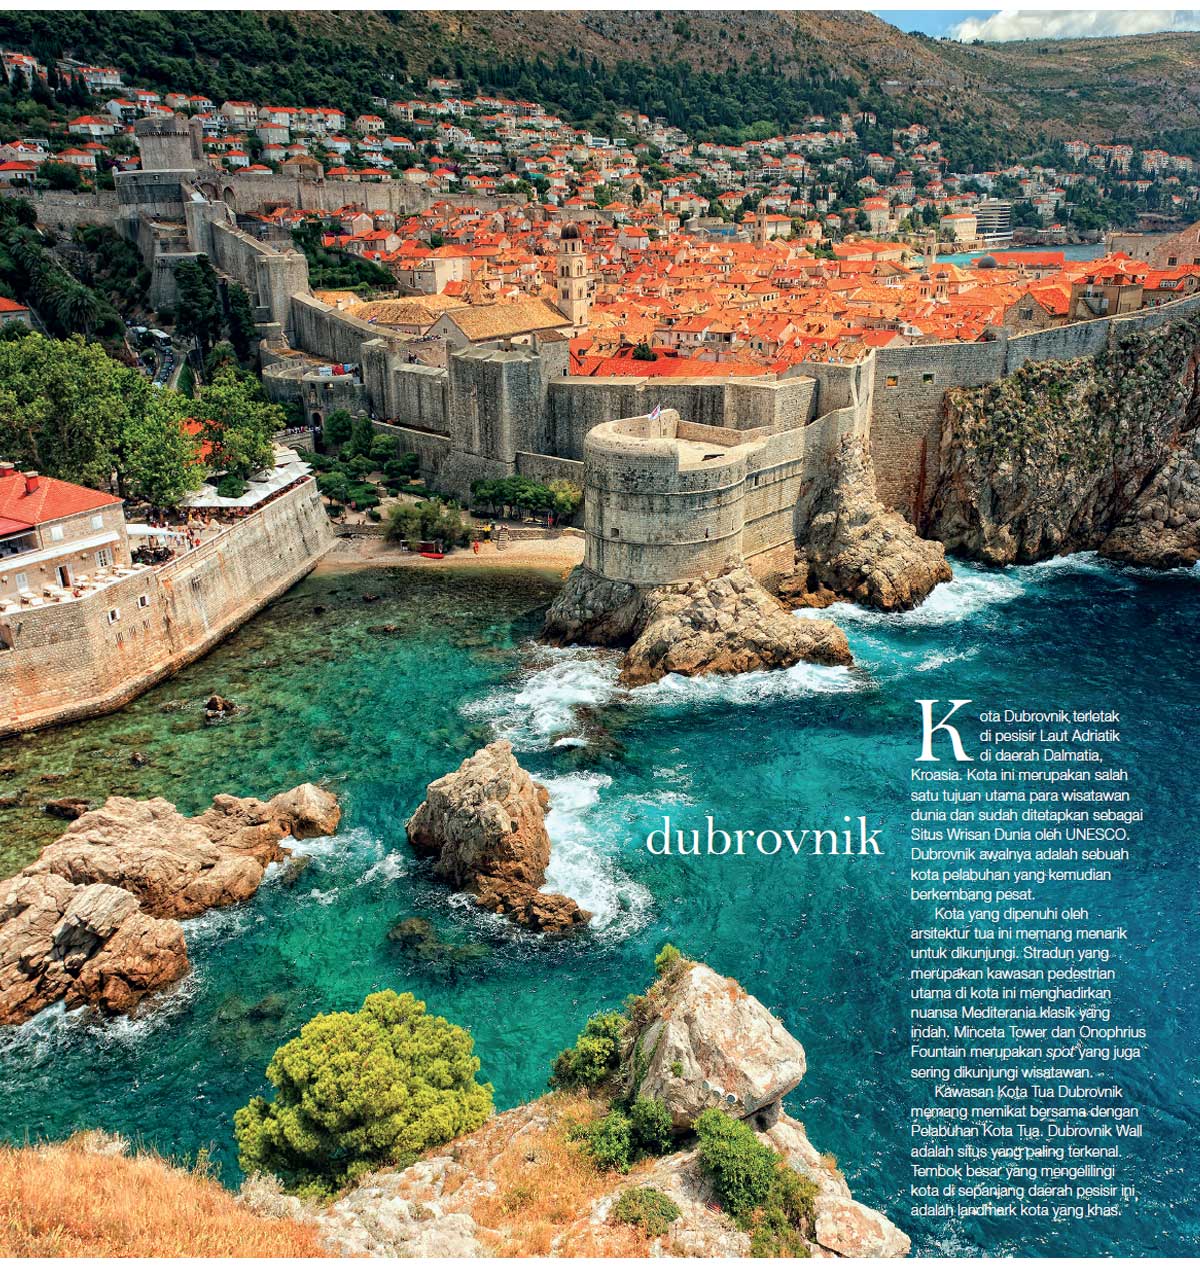 dubrovnik
Kota Dubrovnik terletak
di pesisir Laut Adriatik
di daerah Dalmatia,
Kroasia. Kota ini merupakan salah
satu tujuan utama para wisatawan
dunia dan sudah ditetapkan sebagai
Situs Wrisan Dunia oleh UNESCO.
Dubrovnik awalnya adalah sebuah
kota pelabuhan yang kemudian
berkembang pesat.
Kota yang dipenuhi oleh
arsitektur tua ini memang menarik
untuk dikunjungi. Stradun yang
merupakan kawasan pedestrian
utama di kota ini menghadirkan
nuansa Mediterania klasik yang
indah. Minceta Tower dan Onophrius
Fountain merupakan spot yang juga
sering dikunjungi wisatawan.
Kawasan Kota Tua Dubrovnik
memang memikat bersama dengan
Pelabuhan Kota Tua. Dubrovnik Wall
adalah situs yang paling terkenal.
Tembok besar yang mengelilingi
kota di sepanjang daerah pesisir ini
adalah landmark kota yang khas.